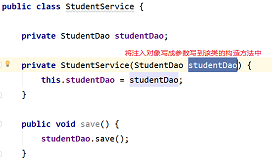 public class StudentService {
private StudentDao studentDao;
将注入对象写成参数写到该类的构造方法中
private StudentService(StudentDao studentDao) {
this.studentDao = studentDao;
}
public void save() {
studentDao.save();
}